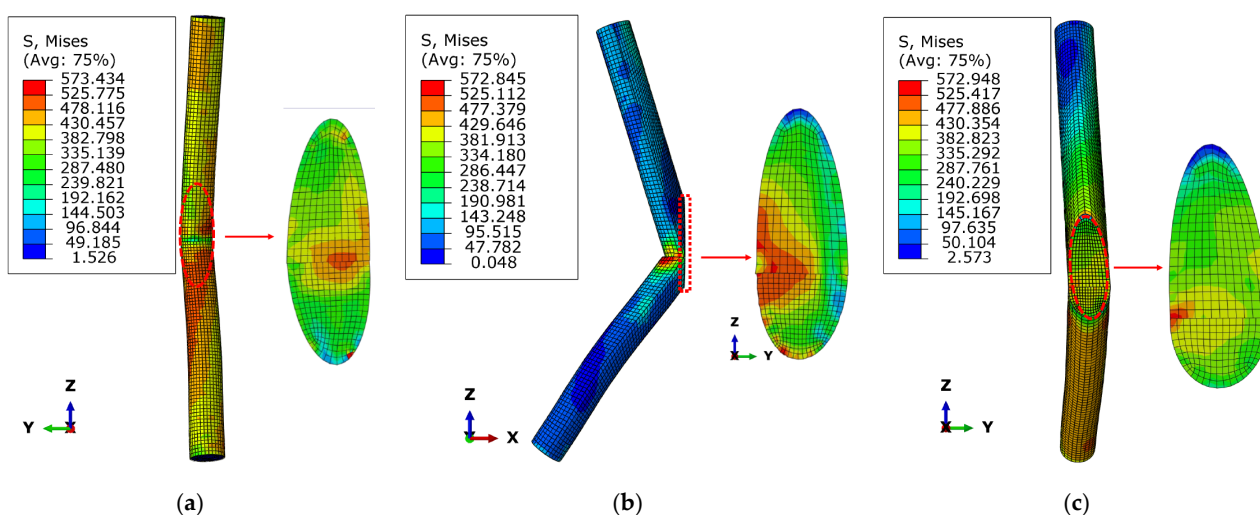 S, Mises
(Avg: 75%)
573.434
525.775
478.116
430.457
382.798
335.139
287.480
239.821
192.162
144.503
96.844
49.185
1.526
Z
Y
X
(a)
S, Mises
(Avg: 75%)
572.845
525.112
477.379
429.646
381.913
334.180
286.447
238.714
190.981
143.248
95.515
47.782
0.048
Z
X
Y
Z
X
Y
(b)
S, Mises
(Avg: 75%)
572.948
525.417
477.886
430.354
382.823
335.292
287.761
240.229
192.698
145.167
97.635
50.104
2.573
Z
X
Y
(c)